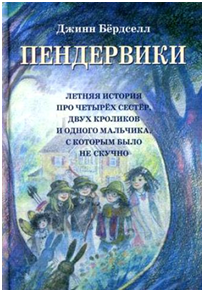 Джинн Бёрдселл
ПЕНДЕРВИКИ
ЛЕТНЯЯ ИСТОРИЯ
ПРО ЧЕТЫРЁХ СЕСТЁР,
ДВУХ КРОЛИКОВ
И ОДНОГО МАЛЬЧИКА,
С КОТОРЫМ БЫЛО
НЕ СКУЧНО